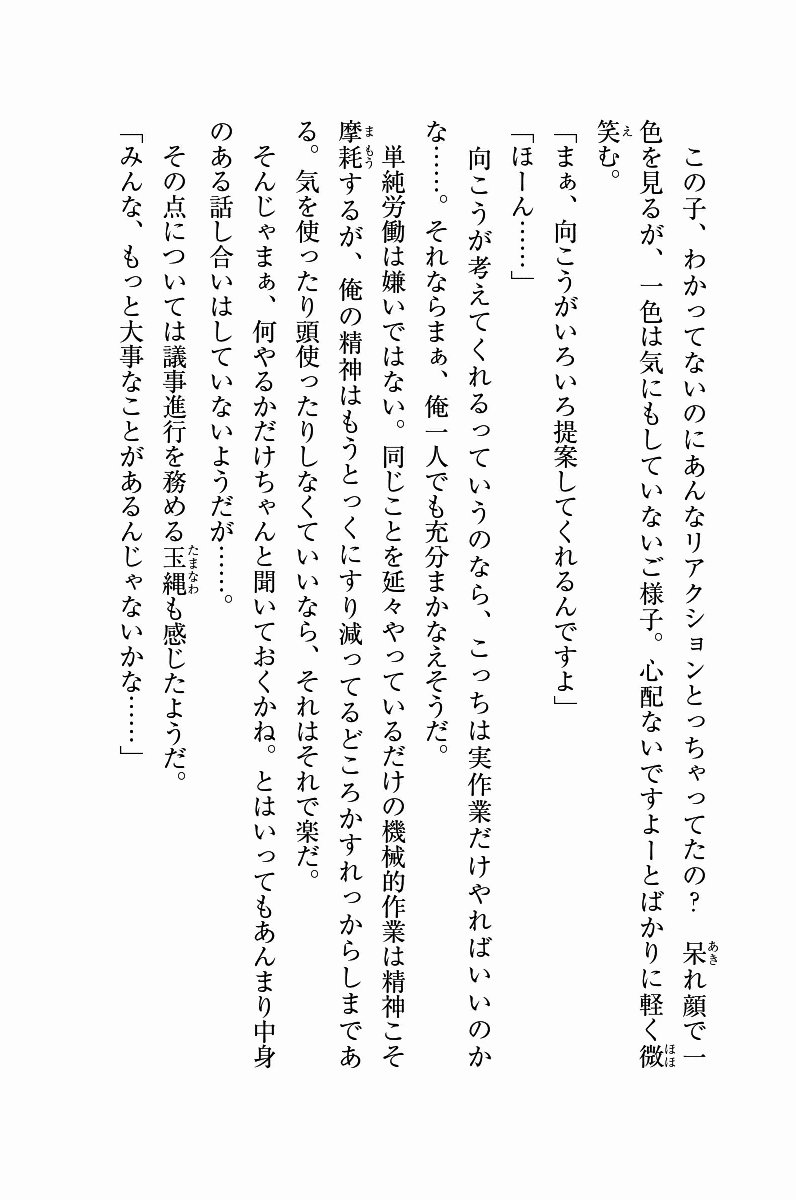 この子、わかってないのにあんなリアクションとっちゃってたの？　呆れ顔で一
色を見るが、一色は気にもしていないご様子。心配ないですよーとばかりに軽く微
笑む。
「まぁ、向こうがいろいろ提案してくれるんですよ」
「ほーん……」
　向こうが考えてくれるっていうのなら、こっちは実作業だけやればいいのか
な……。それならまぁ、俺一人でも充分まかなえそうだ。
　単純労働は嫌いではない。同じことを延々やっているだけの機械的作業は精神こそ
摩耗するが、俺の精神はもうとっくにすり減ってるどころかすれっからしまであ
る。気を使ったり頭使ったりしなくていいなら、それはそれで楽だ。
　そんじゃまぁ、何やるかだけちゃんと聞いておくかね。とはいってもあんまり中身
のある話し合いはしていないようだが……。
　その点については議事進行を務める玉縄も感じたようだ。
「みんな、もっと大事なことがあるんじゃないかな……」